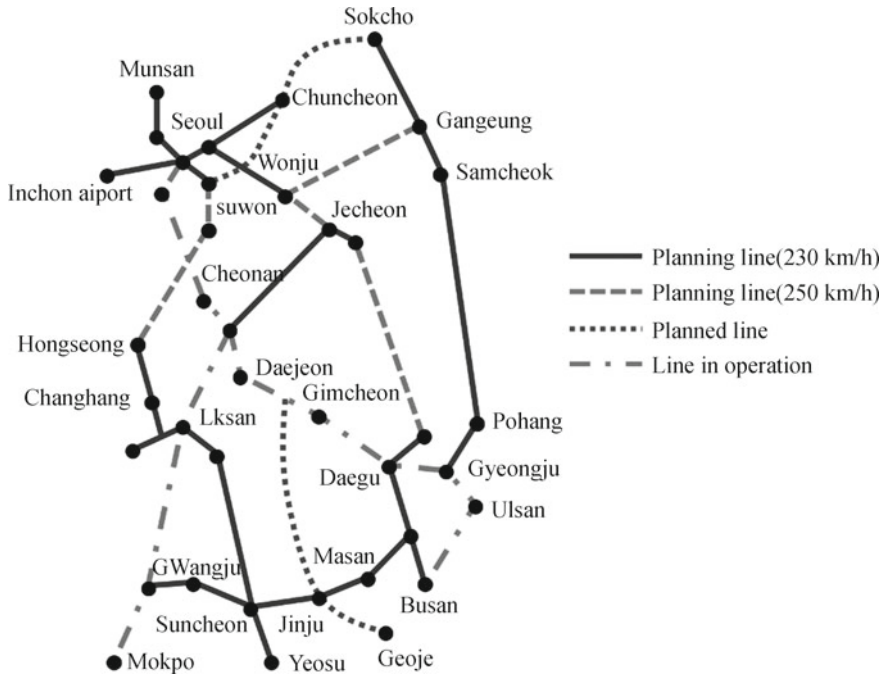 Sokcho
Munsan
Chuncheon
Seoul
Gangeung
Wonju
Samcheok
Inchon aiport
suwon
Jecheon
Planning line(230 km/h)
Cheonan
Planning line(250 km/h)
Planned line
Hongseong
Line in operation
Daejeon
Gimcheon
Changhang
Lksan
Pohang
Daegu
Gyeongju
Ulsan
Masan
GWangju
Busan
Suncheon
Jinju
Geoje
Mokpo
Yeosu